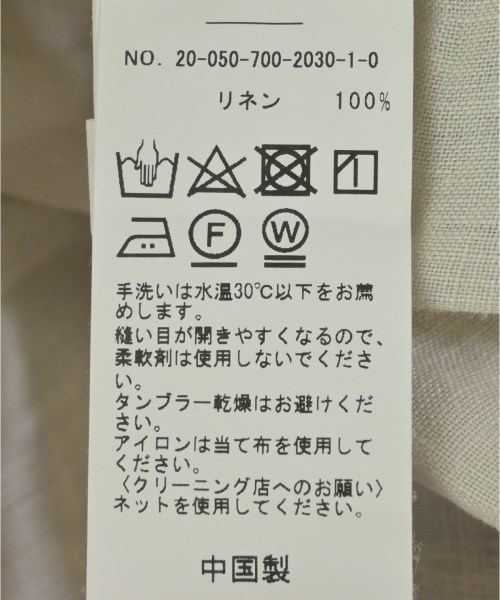 NO. 20-050-700-2030-1-0
リネン 100%
F W
手洗いは水温30℃以下をお薦
めします。
縫い目が開きやすくなるので、
柔軟剤は使用しないでくださ
い。
タンブラー乾燥はお避けくだ
さい。
アイロンは当て布を使用して
ください。
〈クリーニング店へのお願い〉
ネットを使用してください。
中国製